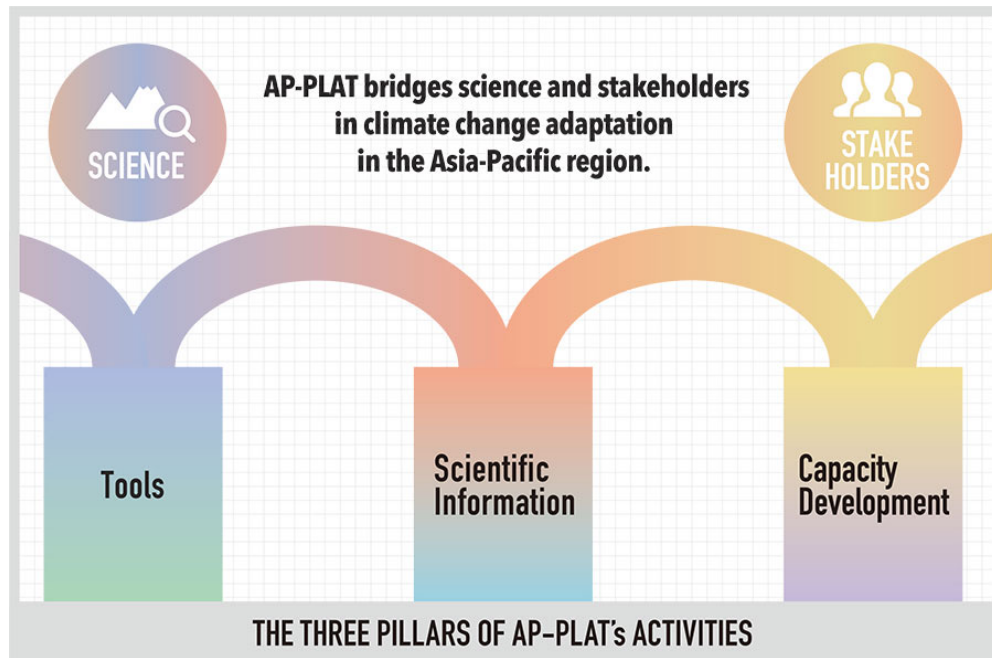 AP-PLAT bridges science and stakeholders
in climate change adaptation
in the Asia-Pacific region.
SCIENCE
STAKE
HOLDERS
Tools
Scientific
Information
Capacity
Development
THE THREE PILLARS OF AP-PLAT's ACTIVITIES